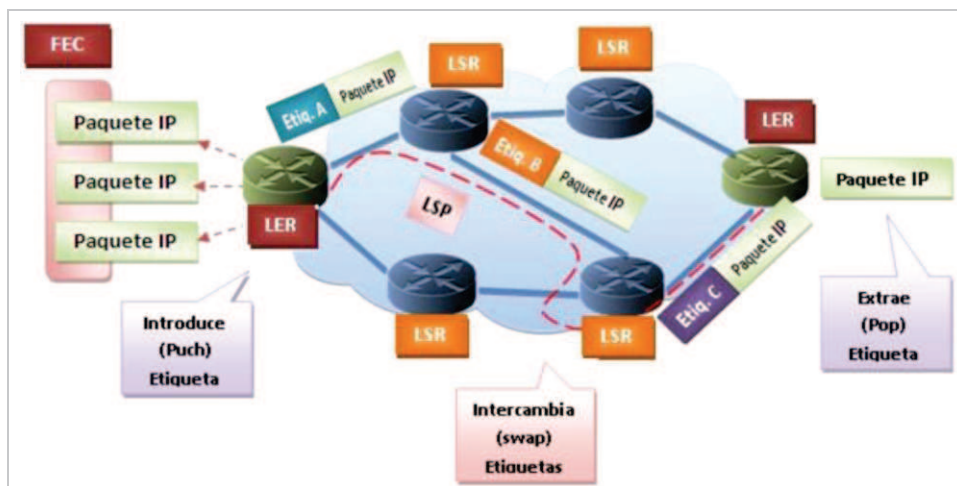 FEC
Paquete IP
Paquete IP
Paquete IP
LER
Introduce
(Puch)
Etiqueta
Etiq. A Paquete IP
LSR
LSR
LER
Etiq. B Paquete IP
LSP
Paquete IP
Etiq. C Paquete IP
LSR
LSR
Intercambia
(swap)
Etiquetas
Extrae
(Pop)
Etiqueta